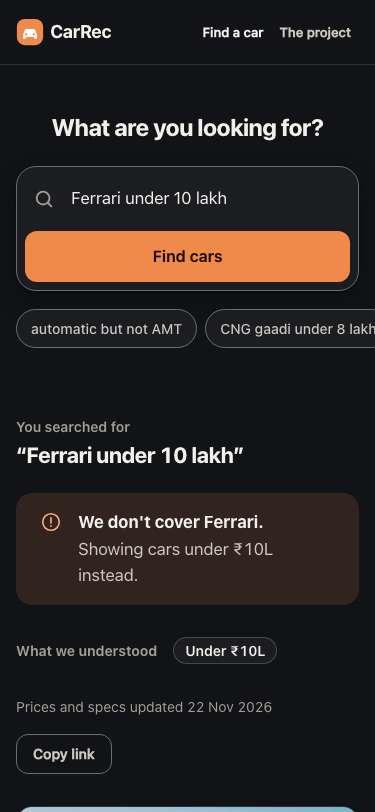 CarRec
Find a car
The project
What are you looking for?
Ferrari under 10 lakh
Find cars
automatic but not AMT
CNG gaadi under 8 lakh
You searched for
“Ferrari under 10 lakh”
We don't cover Ferrari.
Showing cars under ₹10L
instead.
What we understood
Under ₹10L
Prices and specs updated 22 Nov 2026
Copy link